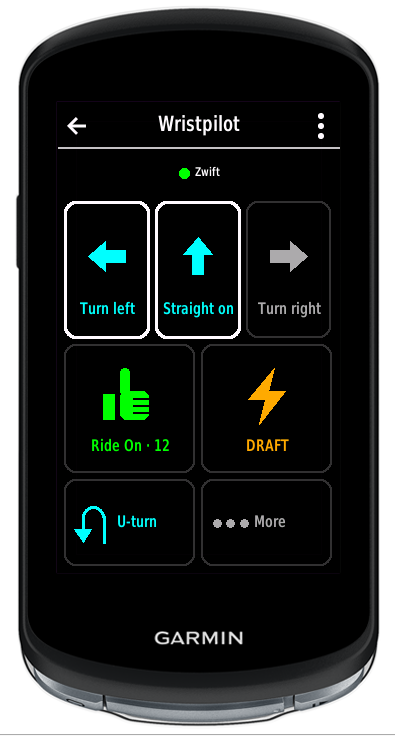 Wristpilot
Zwift
Turn left
Straight on
Turn right
Ride On · 12
DRAFT
U-turn
More
GARMIN